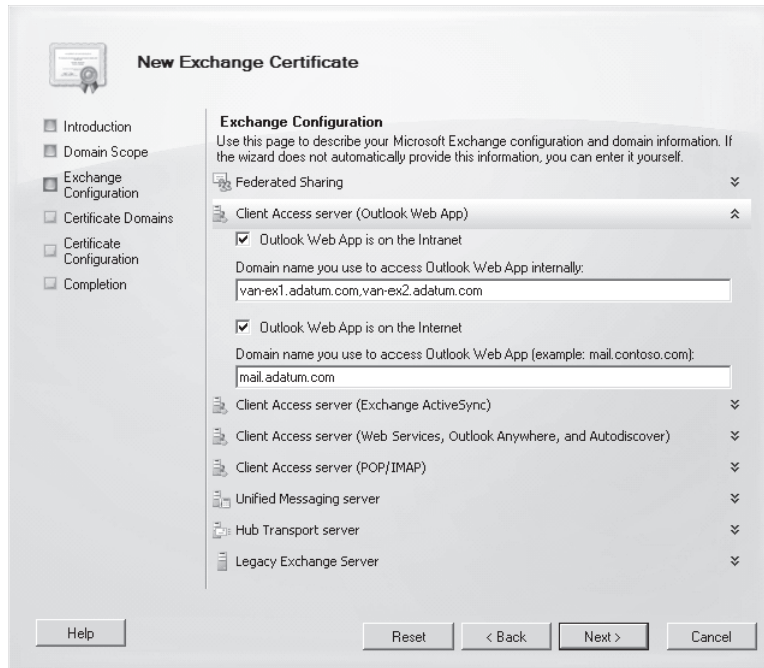 New Exchange Certificate
Introduction
Domain Scope
Exchange
Configuration
Certificate Domains
Certificate
Configuration
Completion
Exchange Configuration
Use this page to describe your Microsoft Exchange configuration and domain information. If
the wizard does not automatically provide this information, you can enter it yourself.
Federated Sharing
Client Access server (Outlook Web App)
Outlook Web App is on the Intranet
Domain name you use to access Outlook Web App internally:
van-ex1.adatum.com,van-ex2.adatum.com
Outlook Web App is on the Internet
Domain name you use to access Outlook Web App (example: mail.contoso.com):
mail.adatum.com
Client Access server (Exchange ActiveSync)
Client Access server (Web Services, Outlook Anywhere, and Autodiscover)
Client Access server (POP/IMAP)
Unified Messaging server
Hub Transport server
Legacy Exchange Server
Help
Reset
< Back
Next >
Cancel